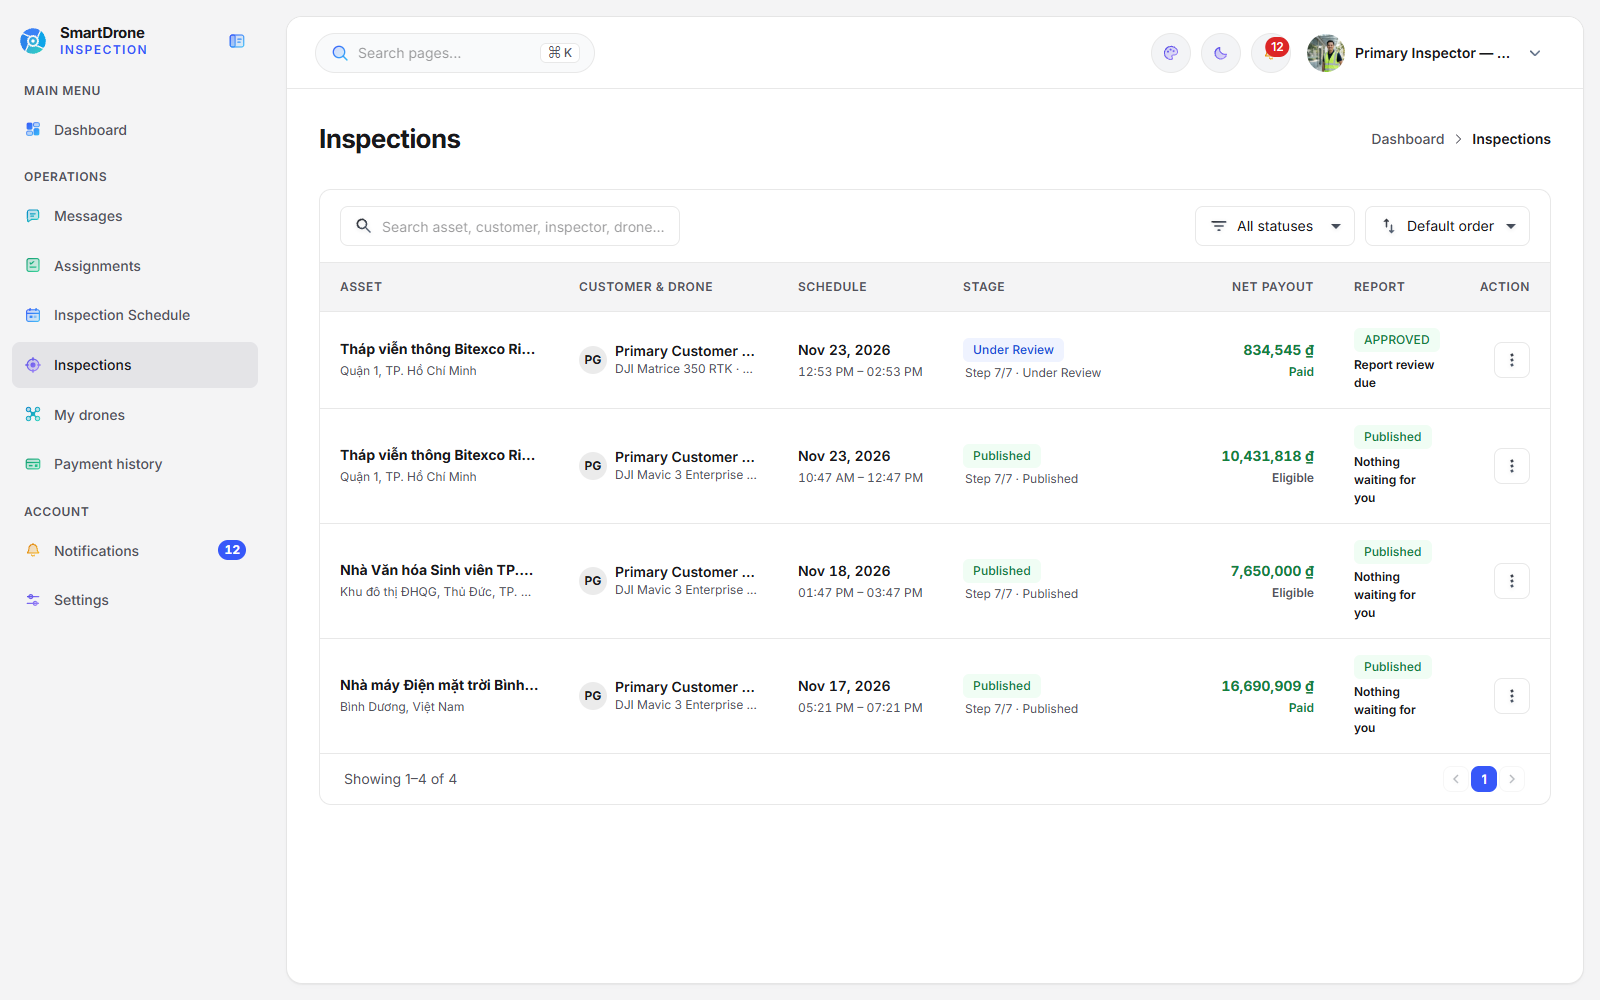 SmartDrone
INSPECTION
MAIN MENU
Dashboard
OPERATIONS
Messages
Assignments
Inspection Schedule
Inspections
My drones
Payment history
ACCOUNT
Notifications
12
Settings
Search pages...
⌘ K
12
Primary Inspector — ...
Inspections
Dashboard > Inspections
Search asset, customer, inspector, drone...
All statuses
Default order
ASSET CUSTOMER & DRONE SCHEDULE STAGE NET PAYOUT REPORT ACTION
Tháp viễn thông Bitexco Ri...
Quận 1, TP. Hồ Chí Minh
PG
Primary Customer ...
DJI Matrice 350 RTK · ...
Nov 23, 2026
12:53 PM – 02:53 PM
Under Review
Step 7/7 · Under Review
834,545 ₫
Paid
APPROVED
Report review
due
Tháp viễn thông Bitexco Ri...
Quận 1, TP. Hồ Chí Minh
PG
Primary Customer ...
DJI Mavic 3 Enterprise ...
Nov 23, 2026
10:47 AM – 12:47 PM
Published
Step 7/7 · Published
10,431,818 ₫
Eligible
Published
Nothing
waiting for
you
Nhà Văn hóa Sinh viên TP....
Khu đô thị ĐHQG, Thủ Đức, TP. ...
PG
Primary Customer ...
DJI Mavic 3 Enterprise ...
Nov 18, 2026
01:47 PM – 03:47 PM
Published
Step 7/7 · Published
7,650,000 ₫
Eligible
Published
Nothing
waiting for
you
Nhà máy Điện mặt trời Bình...
Bình Dương, Việt Nam
PG
Primary Customer ...
DJI Mavic 3 Enterprise ...
Nov 17, 2026
05:21 PM – 07:21 PM
Published
Step 7/7 · Published
16,690,909 ₫
Paid
Published
Nothing
waiting for
you
Showing 1–4 of 4
1